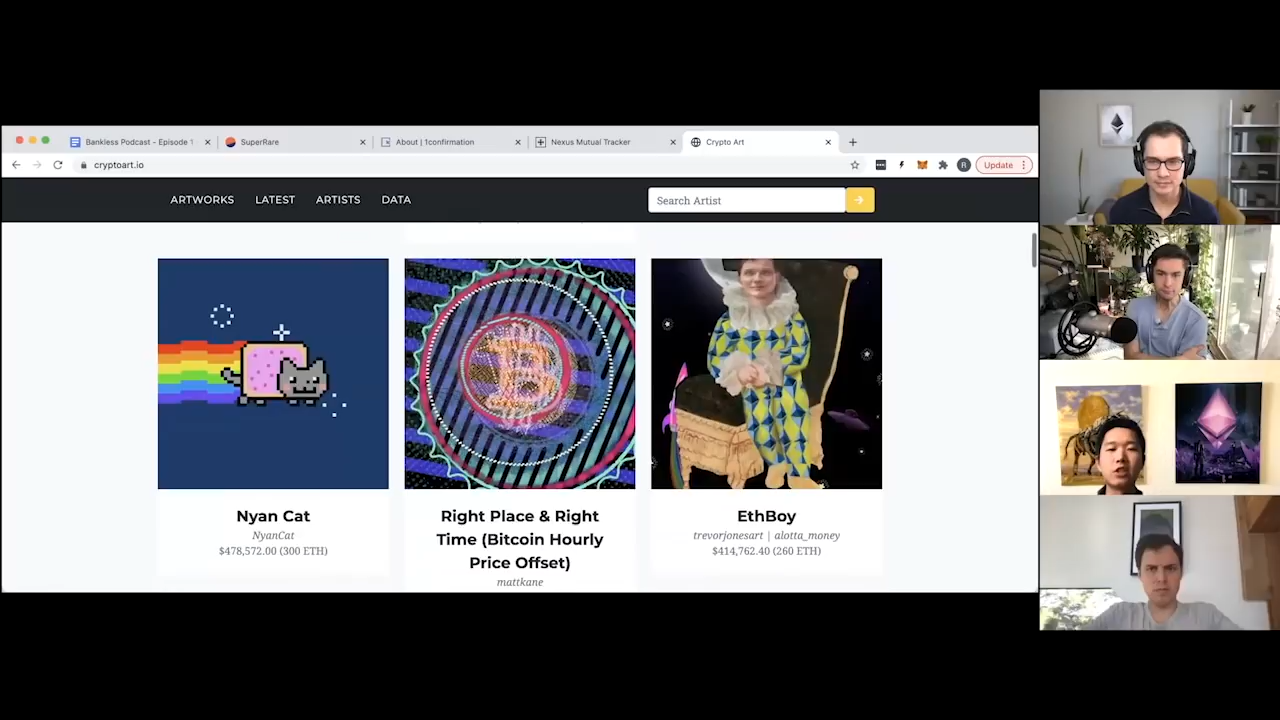 Bankless Podcast - Episode 1
SuperRare
About | 1confirmation
Nexus Mutual Tracker
Crypto Art
cryptoart.io
R
Update
ARTWORKS
LATEST
ARTISTS
DATA
Search Artist
Nyan Cat
NyanCat
$478,572.00 (300 ETH)
Right Place & Right
Time (Bitcoin Hourly
Price Offset)
mattkane
EthBoy
trevorjonesart | alotta_money
$414,762.40 (260 ETH)